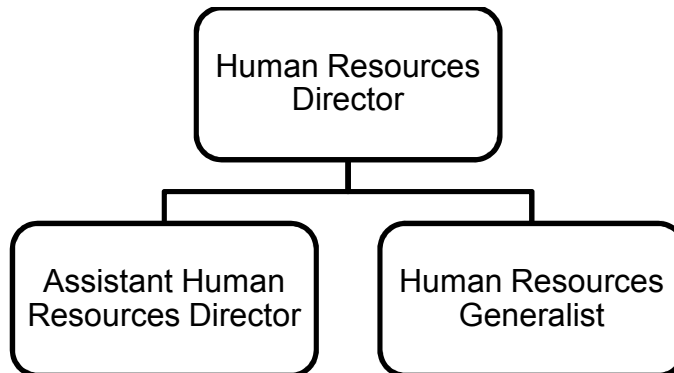 Human Resources
Director
Assistant Human
Resources Director
Human Resources
Generalist